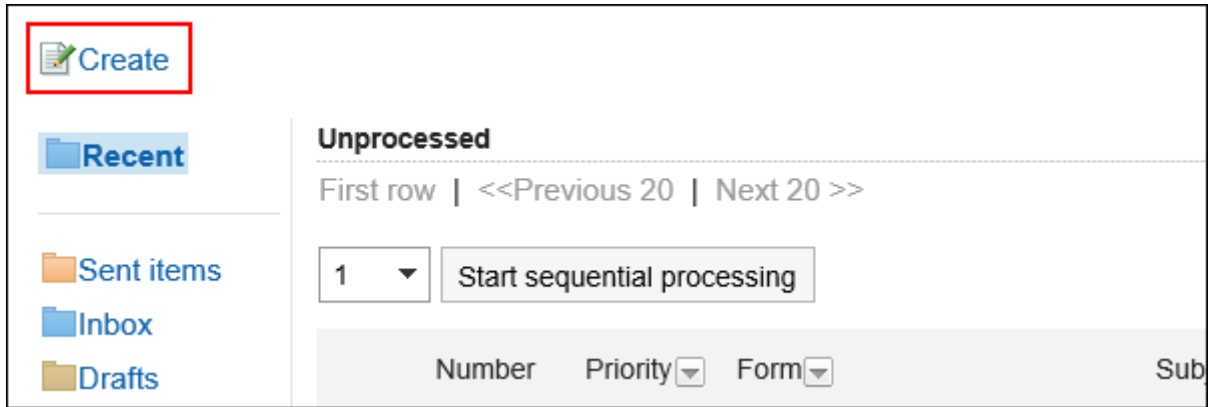 Create
Recent
Sent items
Inbox
Drafts
Unprocessed
First row | <<Previous 20 | Next 20 >>
1 Start sequential processing
Number Priority Form